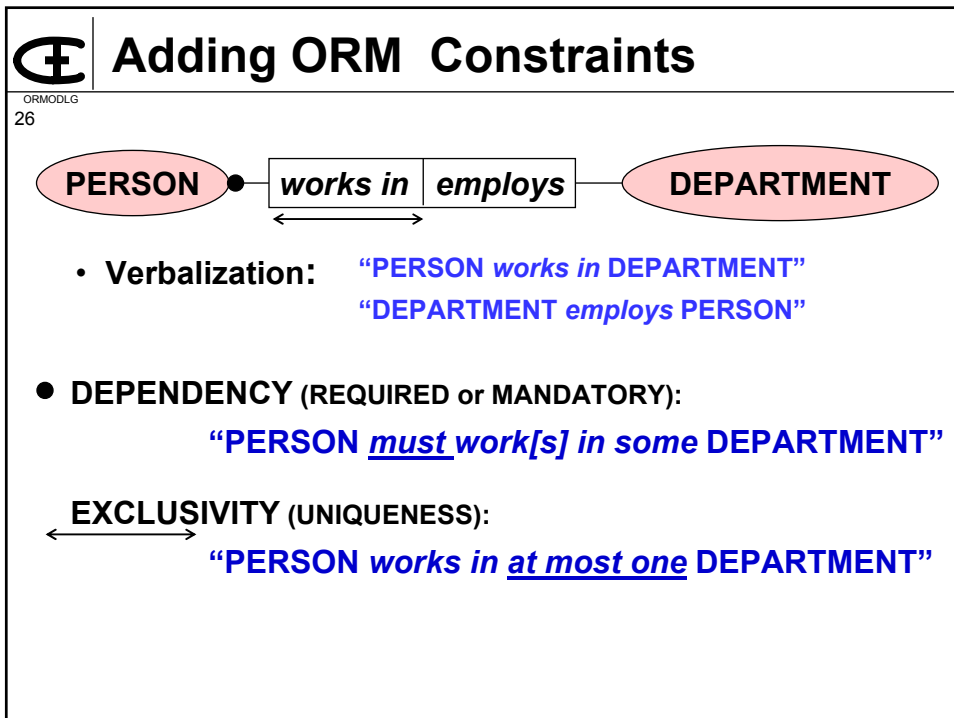 Adding ORM Constraints
ORMODLG
26
PERSON works in employs DEPARTMENT
• Verbalization: “PERSON works in DEPARTMENT”
“DEPARTMENT employs PERSON”
● DEPENDENCY (REQUIRED or MANDATORY):
“PERSON must work[s] in some DEPARTMENT”
EXCLUSIVITY (UNIQUENESS):
“PERSON works in at most one DEPARTMENT”